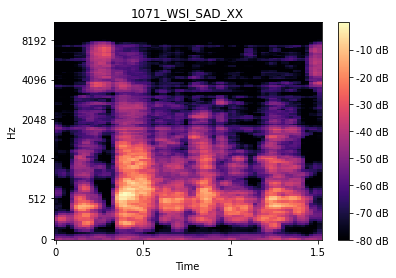 1071_WSI_SAD_XX
8192
4096
2048
1024
512
0
Hz
0
0.5
1
1.5
Time
-10 dB
-20 dB
-30 dB
-40 dB
-50 dB
-60 dB
-70 dB
-80 dB